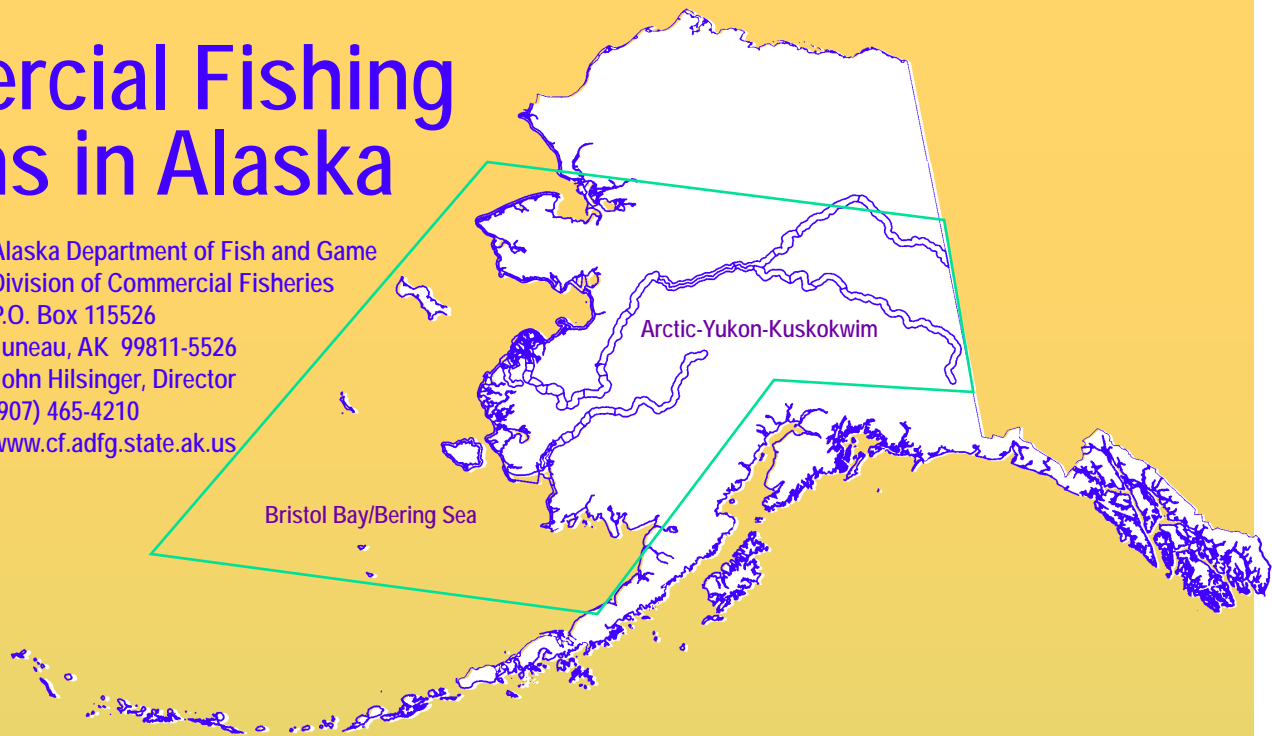 ercial Fishing
ns in Alaska
Alaska Department of Fish and Game
Division of Commercial Fisheries
P.O. Box 115526
uneau, AK 99811-5526
ohn Hilsinger, Director
907) 465-4210
www.cf.adfg.state.ak.us
Arctic-Yukon-Kuskokwim
Bristol Bay/Bering Sea